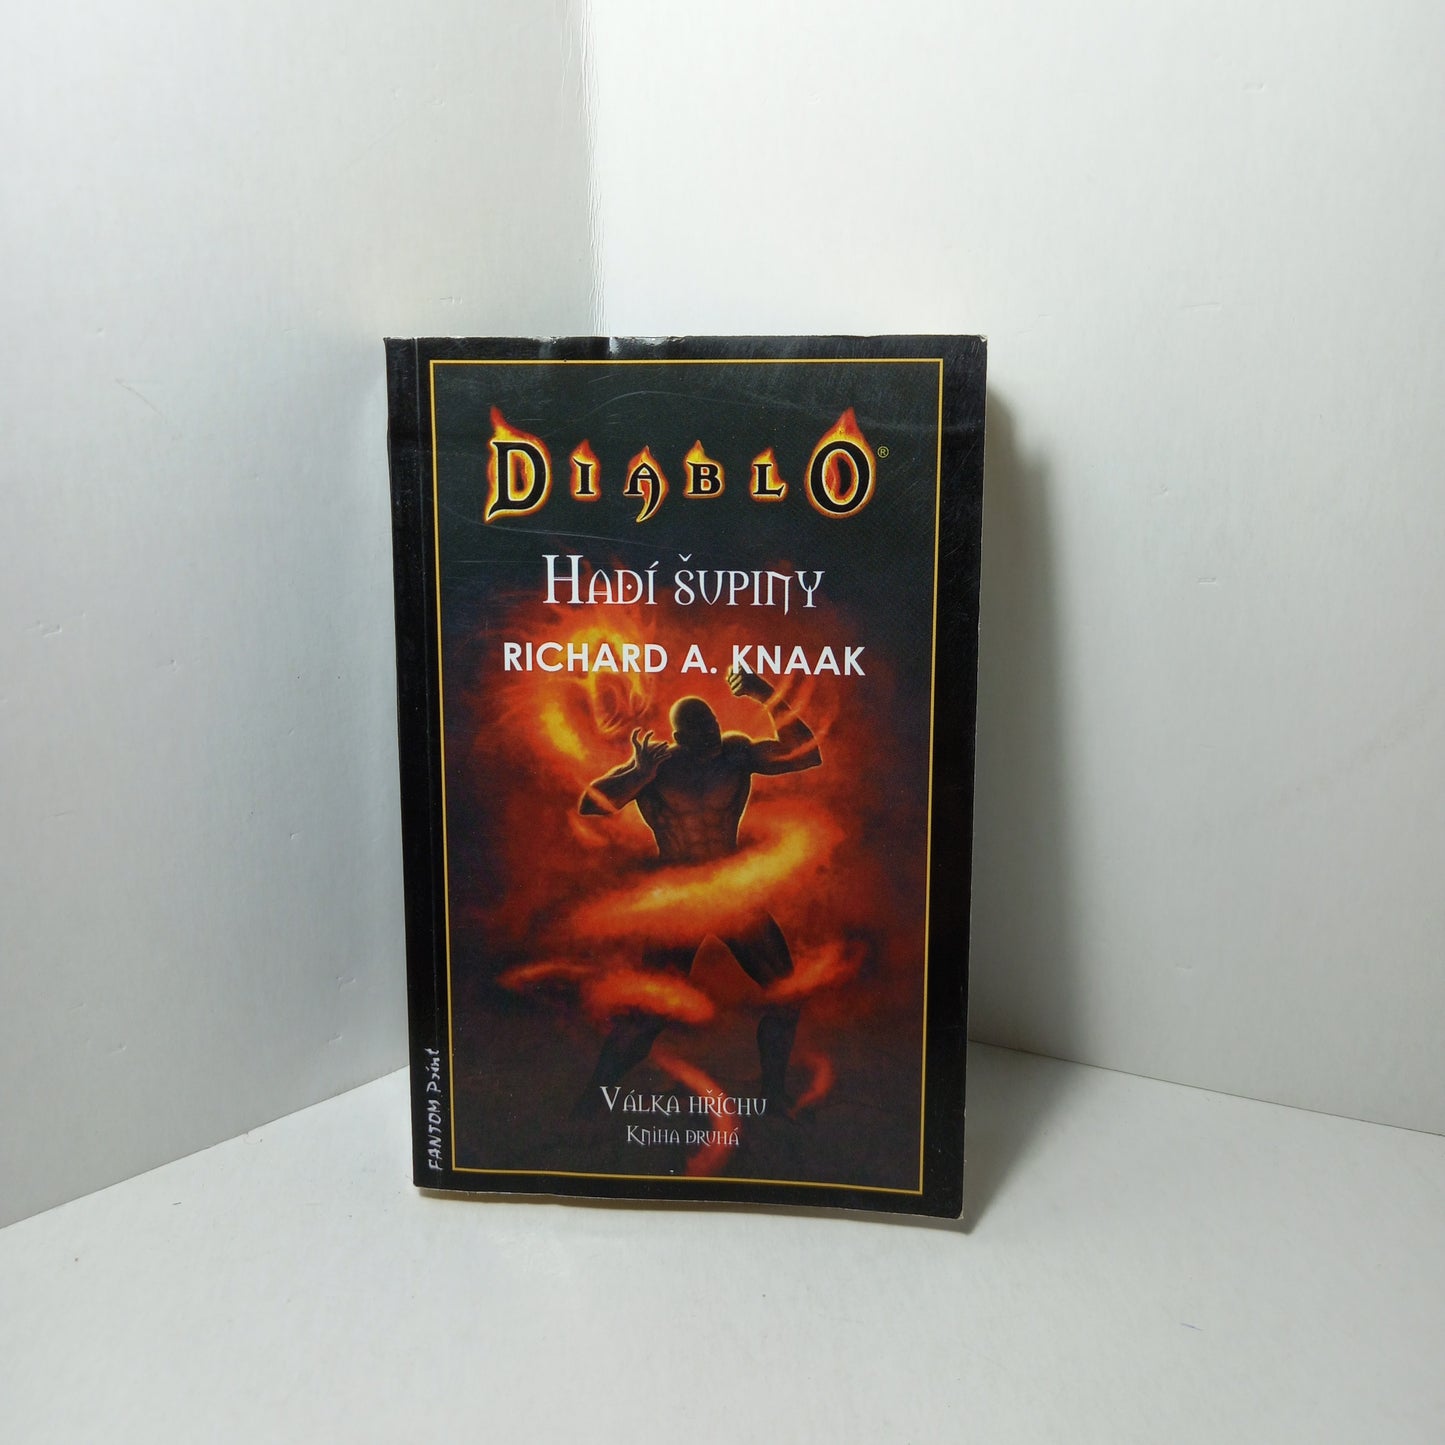 DIABLO®
HADÍ ŠUPINY
RICHARD A. KNAAK
VÁLKA HŘÍCHU
KNIHA DRUHÁ
FANTOM Print